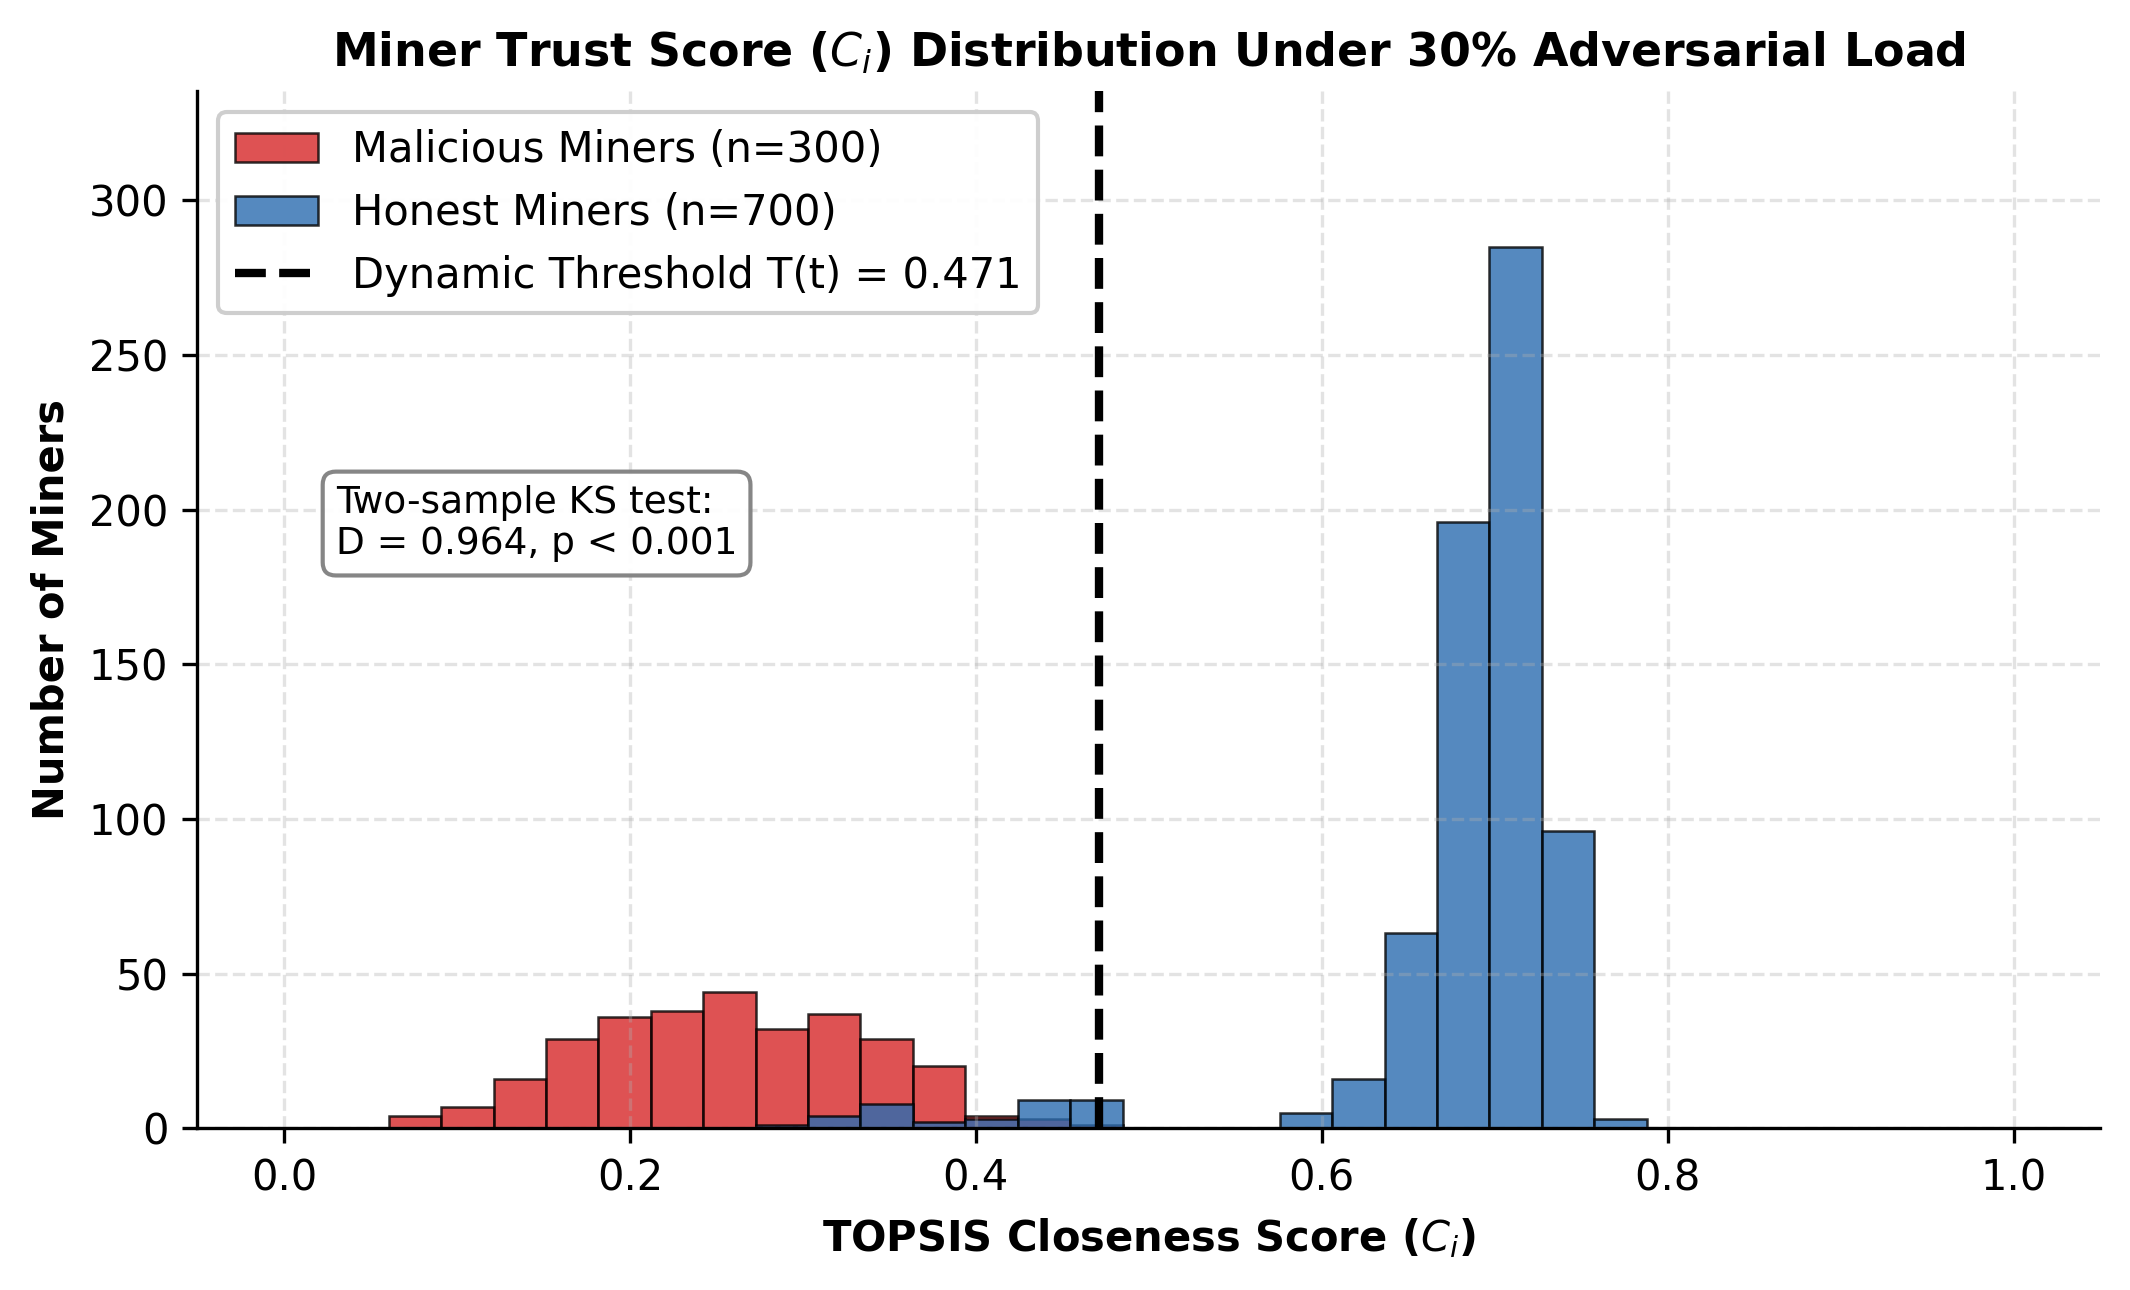 Miner Trust Score (C_i) Distribution Under 30% Adversarial Load
Malicious Miners (n=300)
Honest Miners (n=700)
Dynamic Threshold T(t) = 0.471
Two-sample KS test:
D = 0.964, p < 0.001
Number of Miners
300
250
200
150
100
50
0
0.0 0.2 0.4 0.6 0.8 1.0
TOPSIS Closeness Score (C_i)